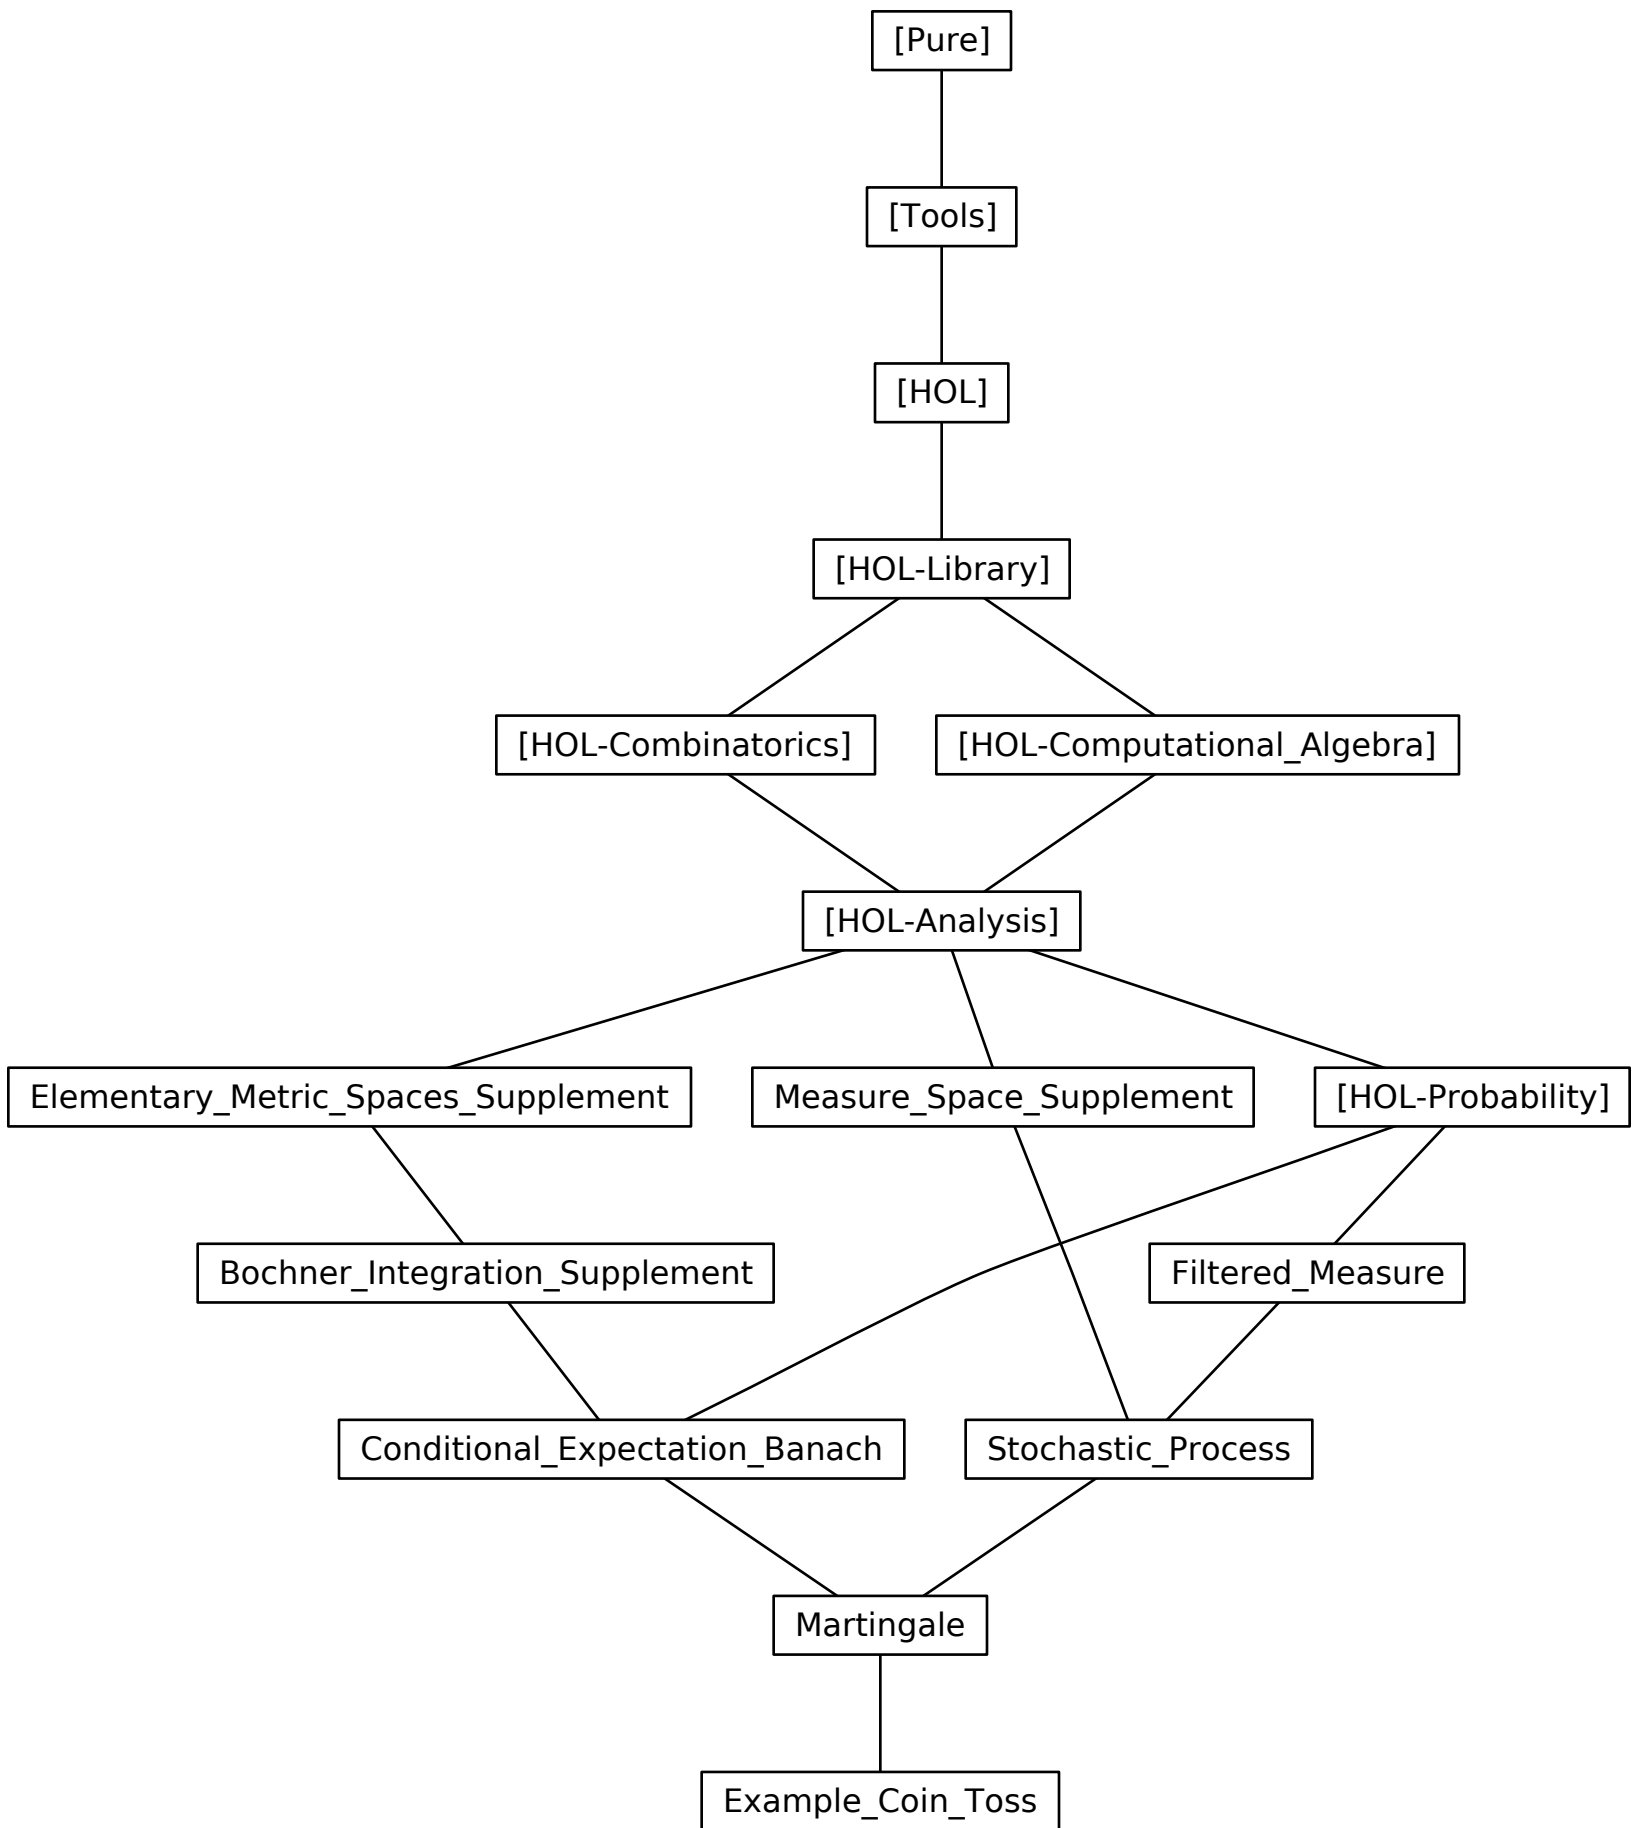 [Pure]
[Tools]
[HOL]
[HOL-Library]
[HOL-Combinatorics]
[HOL-Computational_Algebra]
[HOL-Analysis]
Elementary_Metric_Spaces_Supplement
Measure_Space_Supplement
[HOL-Probability]
Bochner_Integration_Supplement
Filtered_Measure
Conditional_Expectation_Banach
Stochastic_Process
Martingale
Example_Coin_Toss